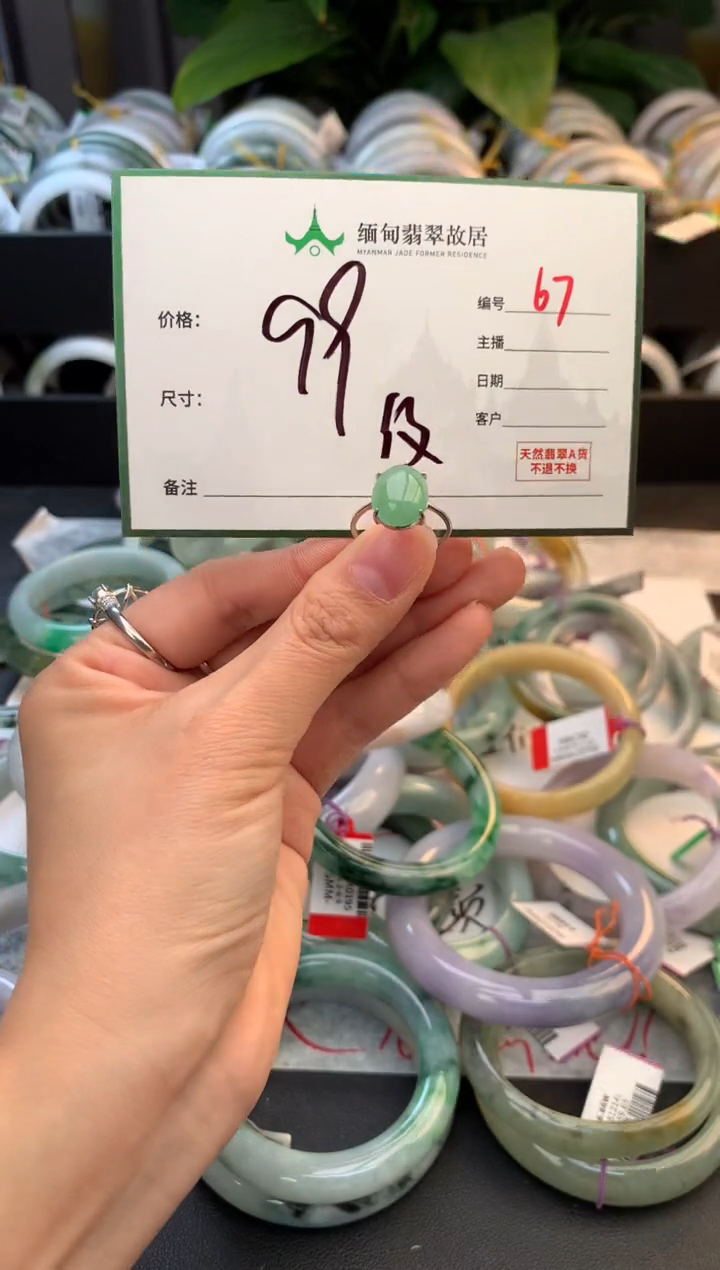 缅甸翡翠故居
MYANMAR JADE FORMER RESIDENCE
价格：
99
编号 67
主播
日期
尺寸：
客户
天然翡翠A货
不退不换
备注